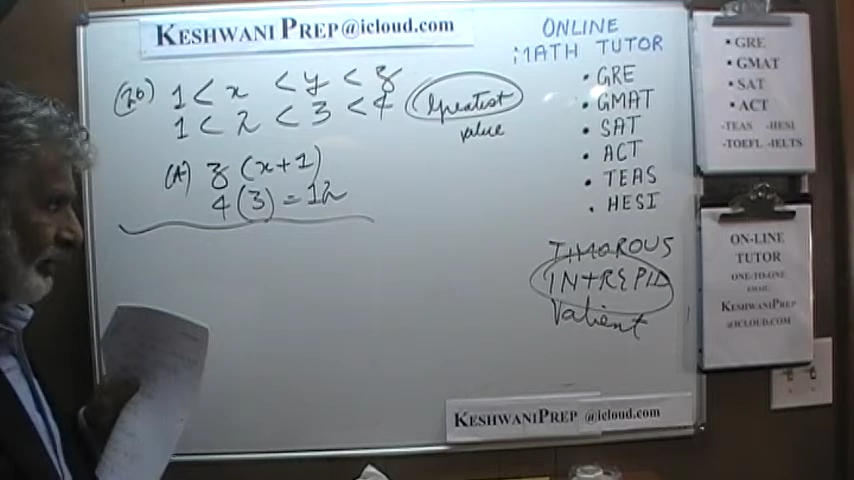 KESHWANI PREP@icloud.com
(20) 1 < x < y < z
1 < 2 < 3 < 4
Greatest
value
(A) z (x+1)
4 (3) = 12
ONLINE
MATH TUTOR
• GRE
• GMAT
• SAT
• ACT
• TEAS
• HESI
TIMOROUS
INTREPID
Valient
KESHWANIPREP @icloud.com
• GRE
• GMAT
• SAT
• ACT
-TEAS -HESI
-TOEFL -IELTS
ON-LINE
TUTOR
ONE-TO-ONE
EMAIL
KESHWANIPREP
@ICLOUD.COM